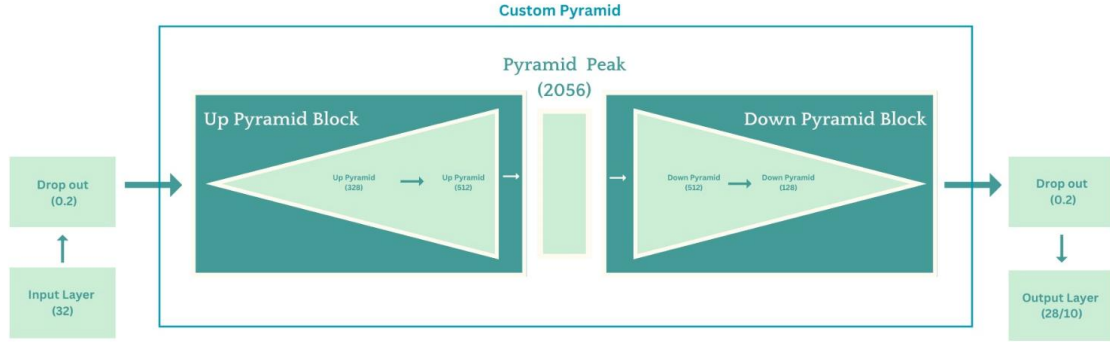 Custom Pyramid
Pyramid Peak
(2056)
Up Pyramid Block
Down Pyramid Block
Drop out
(0.2)
Input Layer
(32)
Up Pyramid
(328)
Up Pyramid
(512)
Down Pyramid
(512)
Down Pyramid
(128)
Drop out
(0.2)
Output Layer
(28/10)